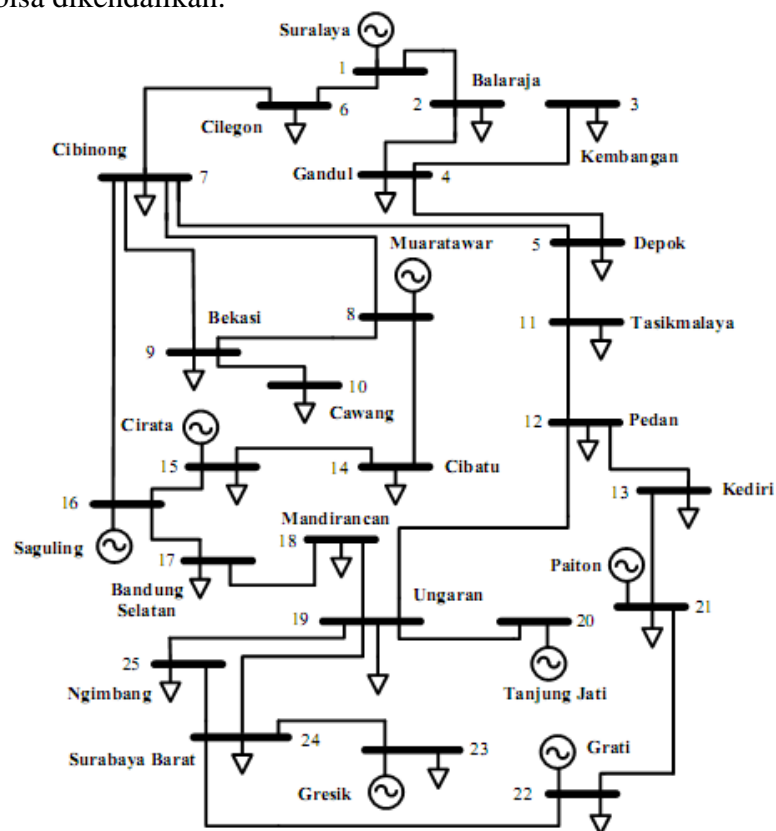 bisa dikendalikan.
Suralaya
1
Balaraja
6
2
3
Cilegon
Cibinong
Kembangan
7
Gandul
4
5
Depok
Muaratawar
Bekasi
8
11
Tasikmalaya
9
10
Cawang
12
Pedan
Cirata
15
14
Cibatu
13
Kediri
16
Mandirancan
18
Saguling
17
Bandung
Selatan
Paiton
Ungaran
19
20
21
25
Ngimbang
Tanjung Jati
24
23
Grati
Surabaya Barat
Gresik
22